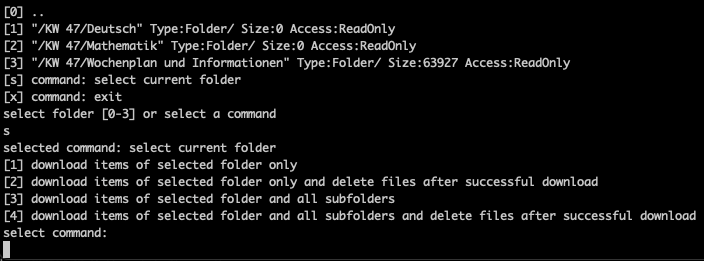 [0] ..
[1] "/KW 47/Deutsch" Type:Folder/ Size:0 Access:ReadOnly
[2] "/KW 47/Mathematik" Type:Folder/ Size:0 Access:ReadOnly
[3] "/KW 47/Wochenplan und Informationen" Type:Folder/ Size:63927 Access:ReadOnly
[s] command: select current folder
[x] command: exit
select folder [0-3] or select a command
s
selected command: select current folder
[1] download items of selected folder only
[2] download items of selected folder only and delete files after successful download
[3] download items of selected folder and all subfolders
[4] download items of selected folder and all subfolders and delete files after successful download
select command: